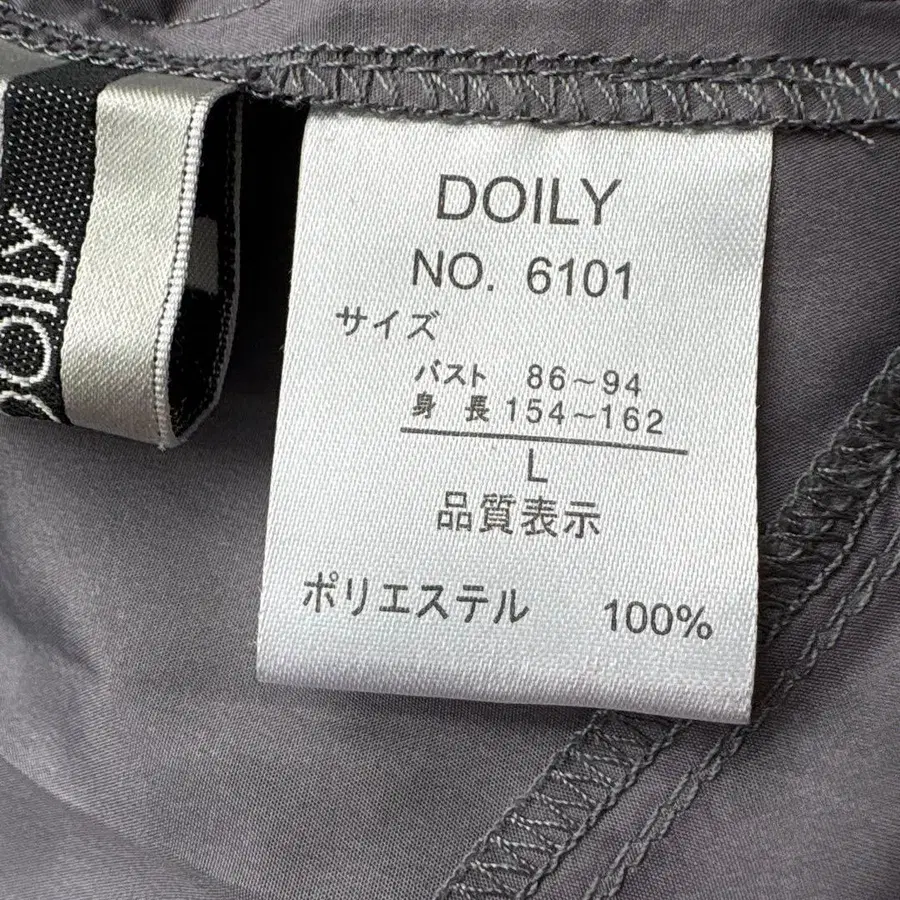 DOILY
NO. 6101
サイズ
バスト 86~94
身 長 154~162
L
品質表示
ポリエステル 100%
DOILY